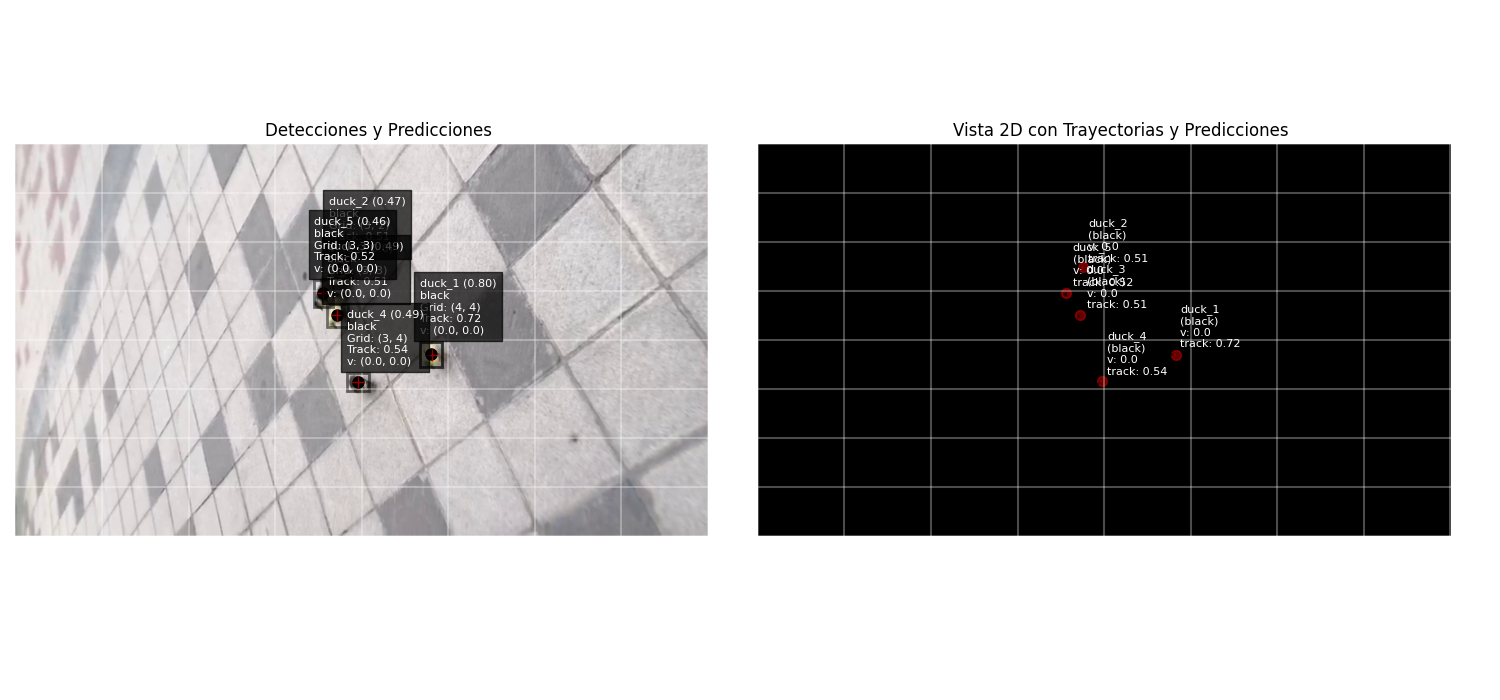 Detecciones y Predicciones
duck_2 (0.47)
black
duck_5 (0.46)
black
Grid: (3, 3)
Track: 0.52
v: (0.0, 0.0)
Track: 0.51
v: (0.0, 0.0)
duck_1 (0.80)
black
Grid: (4, 4)
Track: 0.72
v: (0.0, 0.0)
duck_4 (0.49)
black
Grid: (3, 4)
Track: 0.54
v: (0.0, 0.0)
Vista 2D con Trayectorias y Predicciones
duck_2
(black)
v: 0.0
track: 0.51
duck_5
(black)
v: 0.0
track: 0.52
duck_3
(black)
v: 0.0
track: 0.51
duck_1
(black)
v: 0.0
track: 0.72
duck_4
(black)
v: 0.0
track: 0.54